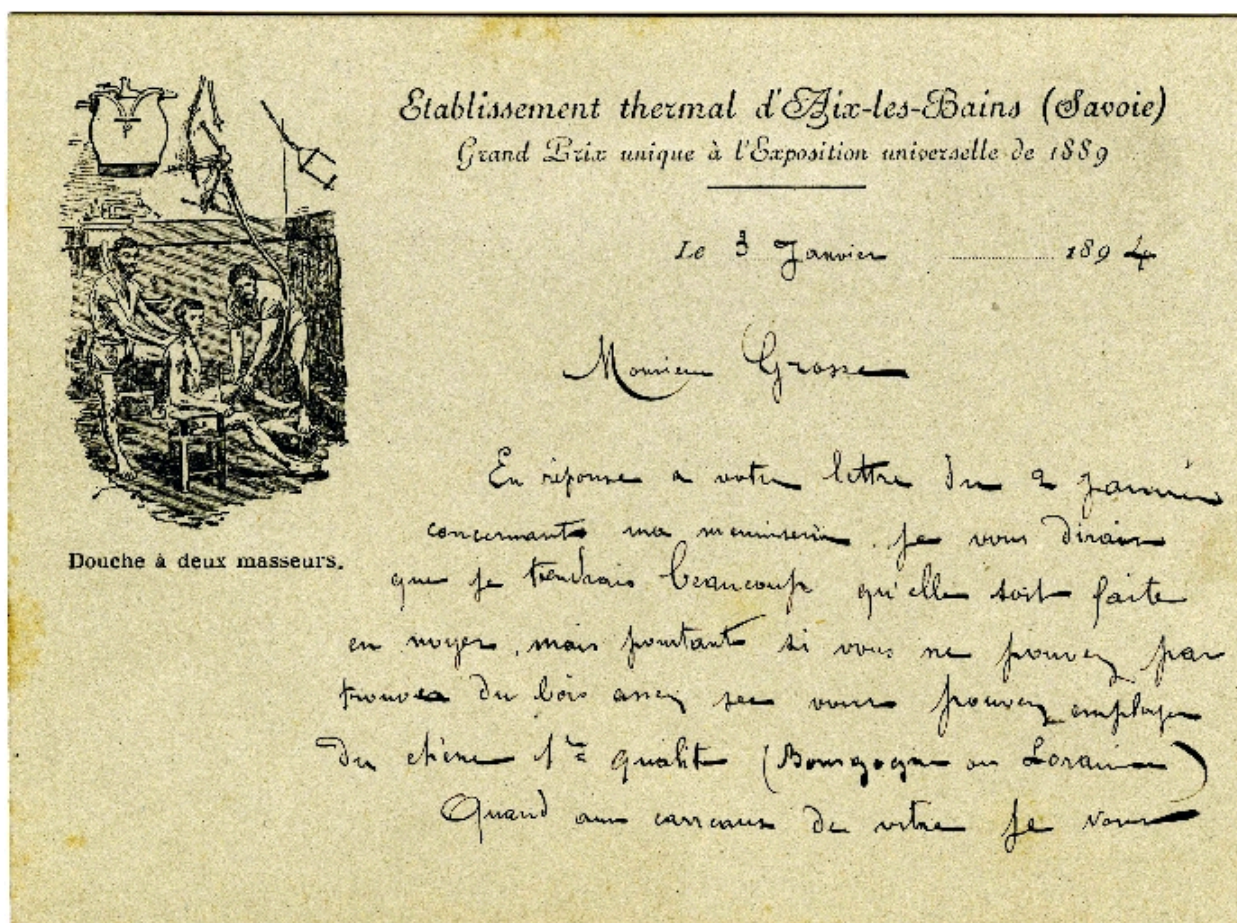 Etablissement thermal d'Aix-les-Bains (Savoie)
Grand Prix unique à l'Exposition universelle de 1889
Le 3 Janvier 1894
Monsieur Grosse
En réponse a votre lettre du 2 Janvier
concernant ma menuiserie je vous dirais
que je tiendrais beaucoup qu'elle soit faite
en noyer, mais pourtant si vous ne pouvez pas
trouver du bois assez sec vous pouvez employer
du chêne 1re qualité (Bourgogne ou Loraine)
Quand aux carreaux de vitre je vous
Douche à deux masseurs.